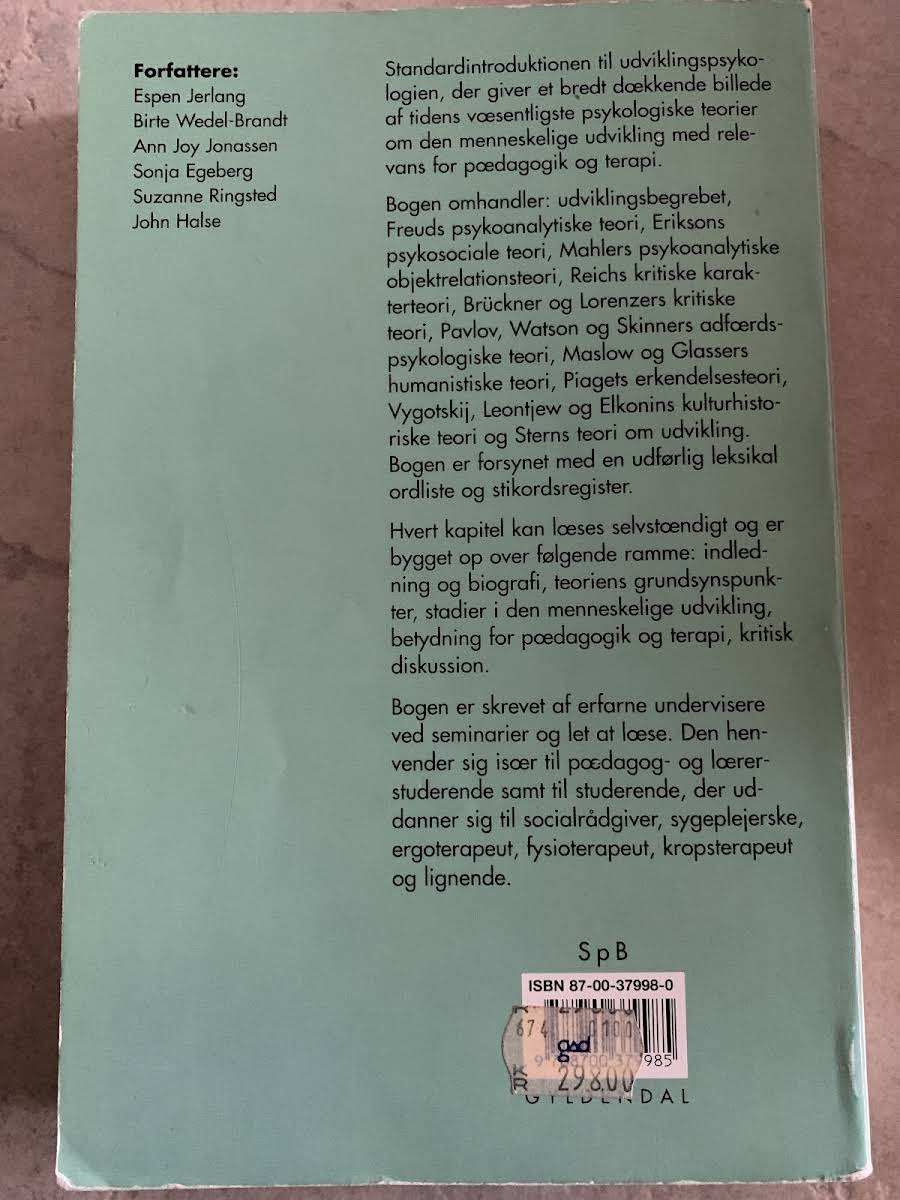 Forfattere:
Espen Jerlang
Birte Wedel-Brandt
Ann Joy Jonassen
Sonja Egeberg
Suzanne Ringsted
John Halse
Standardintroduktionen til udviklingspsyko-
logien, der giver et bredt dækkende billede
af tidens væsentligste psykologiske teorier
om den menneskelige udvikling med rele-
vans for pædagogik og terapi.
Bogen omhandler: udviklingsbegrebet,
Freuds psykoanalytiske teori, Eriksons
psykosociale teori, Mahlers psykoanalytiske
objektrelationsteori, Reichs kritiske karak-
terteori, Brückner og Lorenzers kritiske
teori, Pavlov, Watson og Skinners adfærds-
psykologiske teori, Maslow og Glassers
humanistiske teori, Piagets erkendelsesteori,
Vygotskij, Leontjew og Elkonins kulturhisto-
riske teori og Sterns teori om udvikling.
Bogen er forsynet med en udførlig leksikal
ordliste og stikordsregister.
Hvert kapitel kan læses selvstændigt og er
bygget op over følgende ramme: indled-
ning og biografi, teoriens grundsynspunk-
ter, stadier i den menneskelige udvikling,
betydning for pædagogik og terapi, kritisk
diskussion.
Bogen er skrevet af erfarne undervisere
ved seminarier og let at læse. Den hen-
vender sig især til pædagog- og lærer-
studerende samt til studerende, der ud-
danner sig til socialrådgiver, sygeplejerske,
ergoterapeut, fysioterapeut, kropsterapeut
og lignende.
SpB
ISBN 87-00-37998-0
674
gad
985
KR 298.00
GYLDENDAL